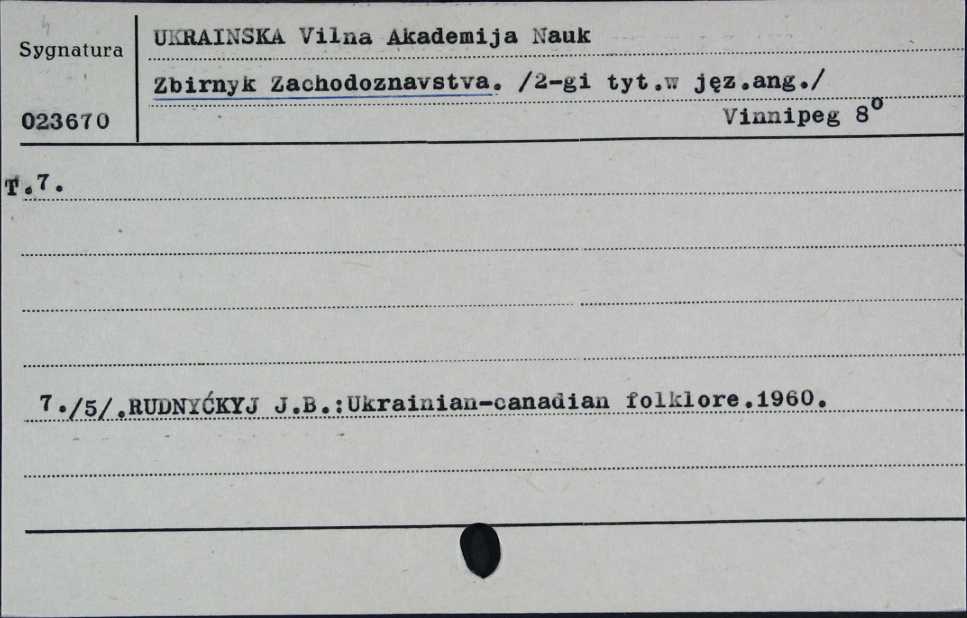 UKRAINSKA Vilna Akademija Nauk
Sygnatura
Zbirnyk Zachodoznavstva. /2-gi tyt.w jęz.ang./
023670
Vinnipeg 8º
T.7.
7./5/.RUDNYĆKYJ J.B.:Ukrainian-canadian folklore.1960.